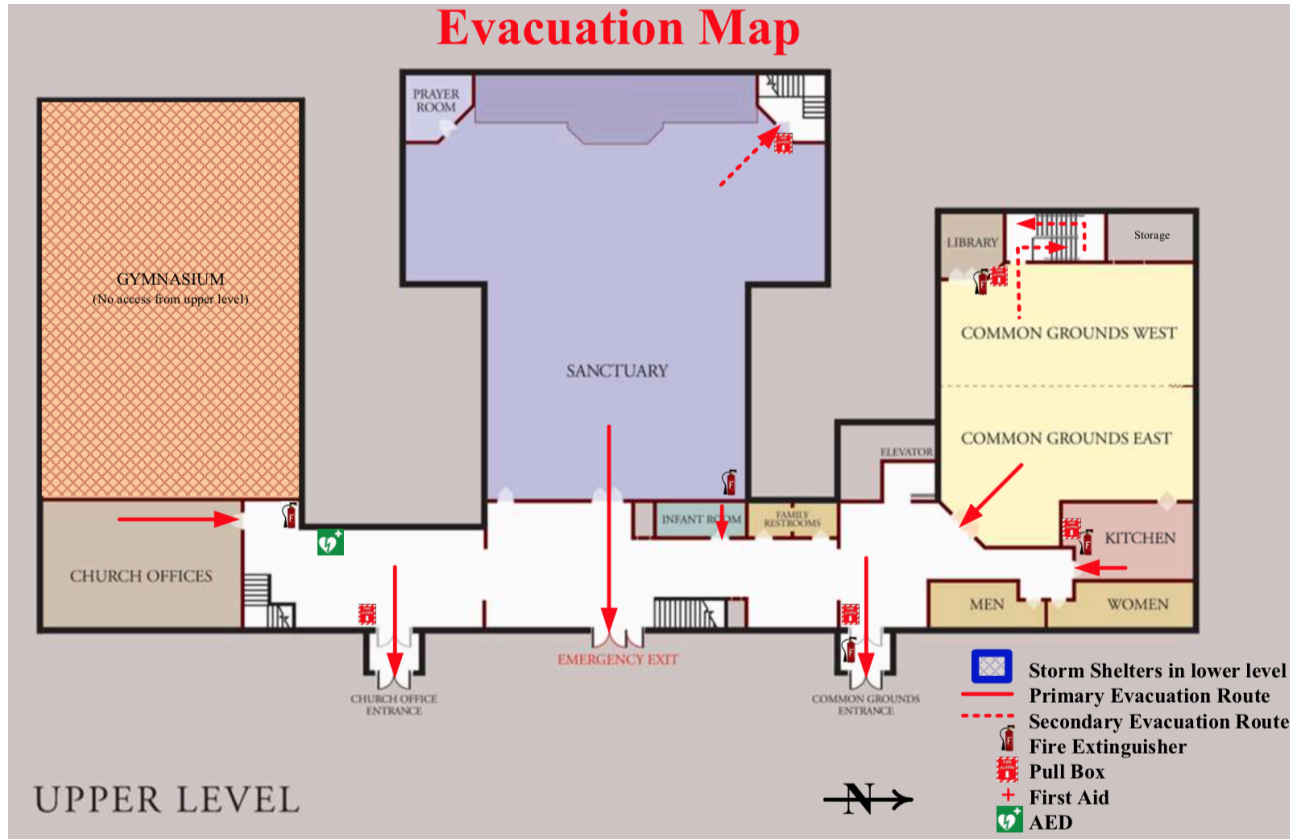 Evacuation Map
PRAYER
ROOM
GYMNASIUM
(No access from upper level)
LIBRARY
Storage
COMMON GROUNDS WEST
SANCTUARY
COMMON GROUNDS EAST
ELEVATOR
INFANT ROOM
FAMILY
RESTROOMS
KITCHEN
CHURCH OFFICES
MEN
WOMEN
EMERGENCY EXIT
CHURCH OFFICE
ENTRANCE
COMMON GROUNDS
ENTRANCE
Storm Shelters in lower level
Primary Evacuation Route
Secondary Evacuation Route
Fire Extinguisher
Pull Box
First Aid
AED
UPPER LEVEL
N